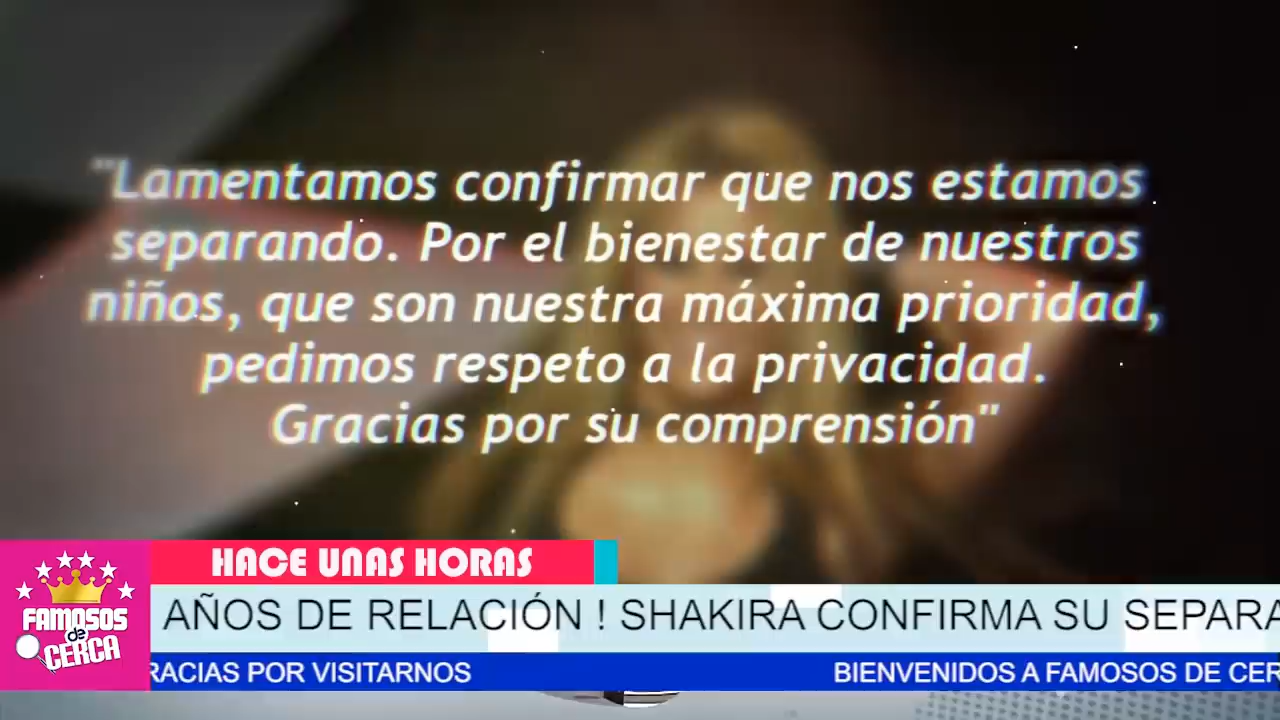 "Lamentamos confirmar que nos estamos
separando. Por el bienestar de nuestros
niños, que son nuestra máxima prioridad,
pedimos respeto a la privacidad.
Gracias por su comprensión"
HACE UNAS HORAS
FAMOSOS
de
CERCA
AÑOS DE RELACIÓN ! SHAKIRA CONFIRMA SU SEPARA
RACIAS POR VISITARNOS BIENVENIDOS A FAMOSOS DE CER